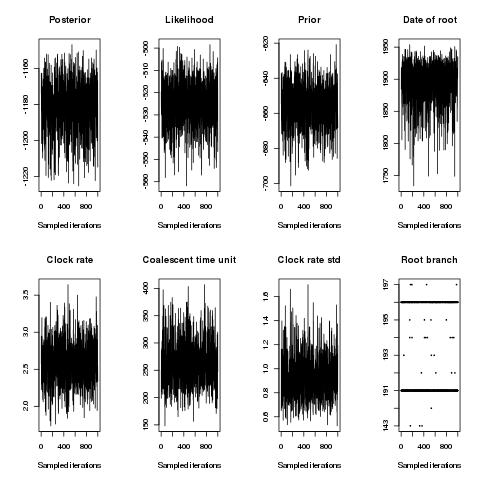 Posterior
-1160
-1180
-1200
-1220
0 400 800
Sampled iterations
Likelihood
-500
-510
-520
-530
-540
-550
-560
0 400 800
Sampled iterations
Prior
-620
-640
-660
-680
-700
0 400 800
Sampled iterations
Date of root
1950
1900
1850
1800
1750
0 400 800
Sampled iterations
Clock rate
3.5
3.0
2.5
2.0
0 400 800
Sampled iterations
Coalescent time unit
400
350
300
250
200
150
0 400 800
Sampled iterations
Clock rate std
1.6
1.4
1.2
1.0
0.8
0.6
0 400 800
Sampled iterations
Root branch
197
195
193
191
143
0 400 800
Sampled iterations